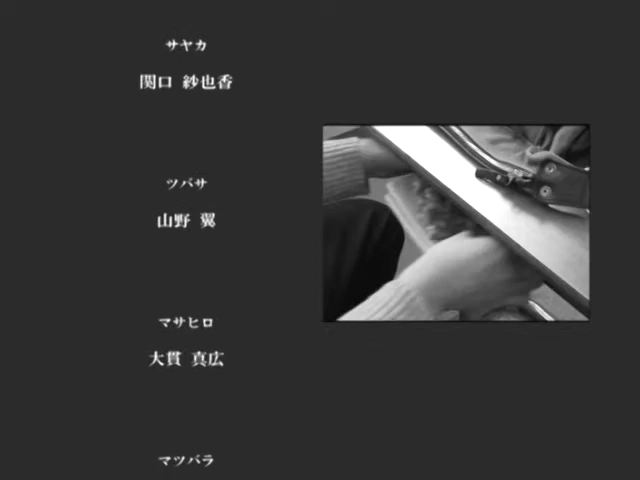 サヤカ
関口 紗也香
ツバサ
山野 翼
マサヒロ
大貫 真広
マツバラ